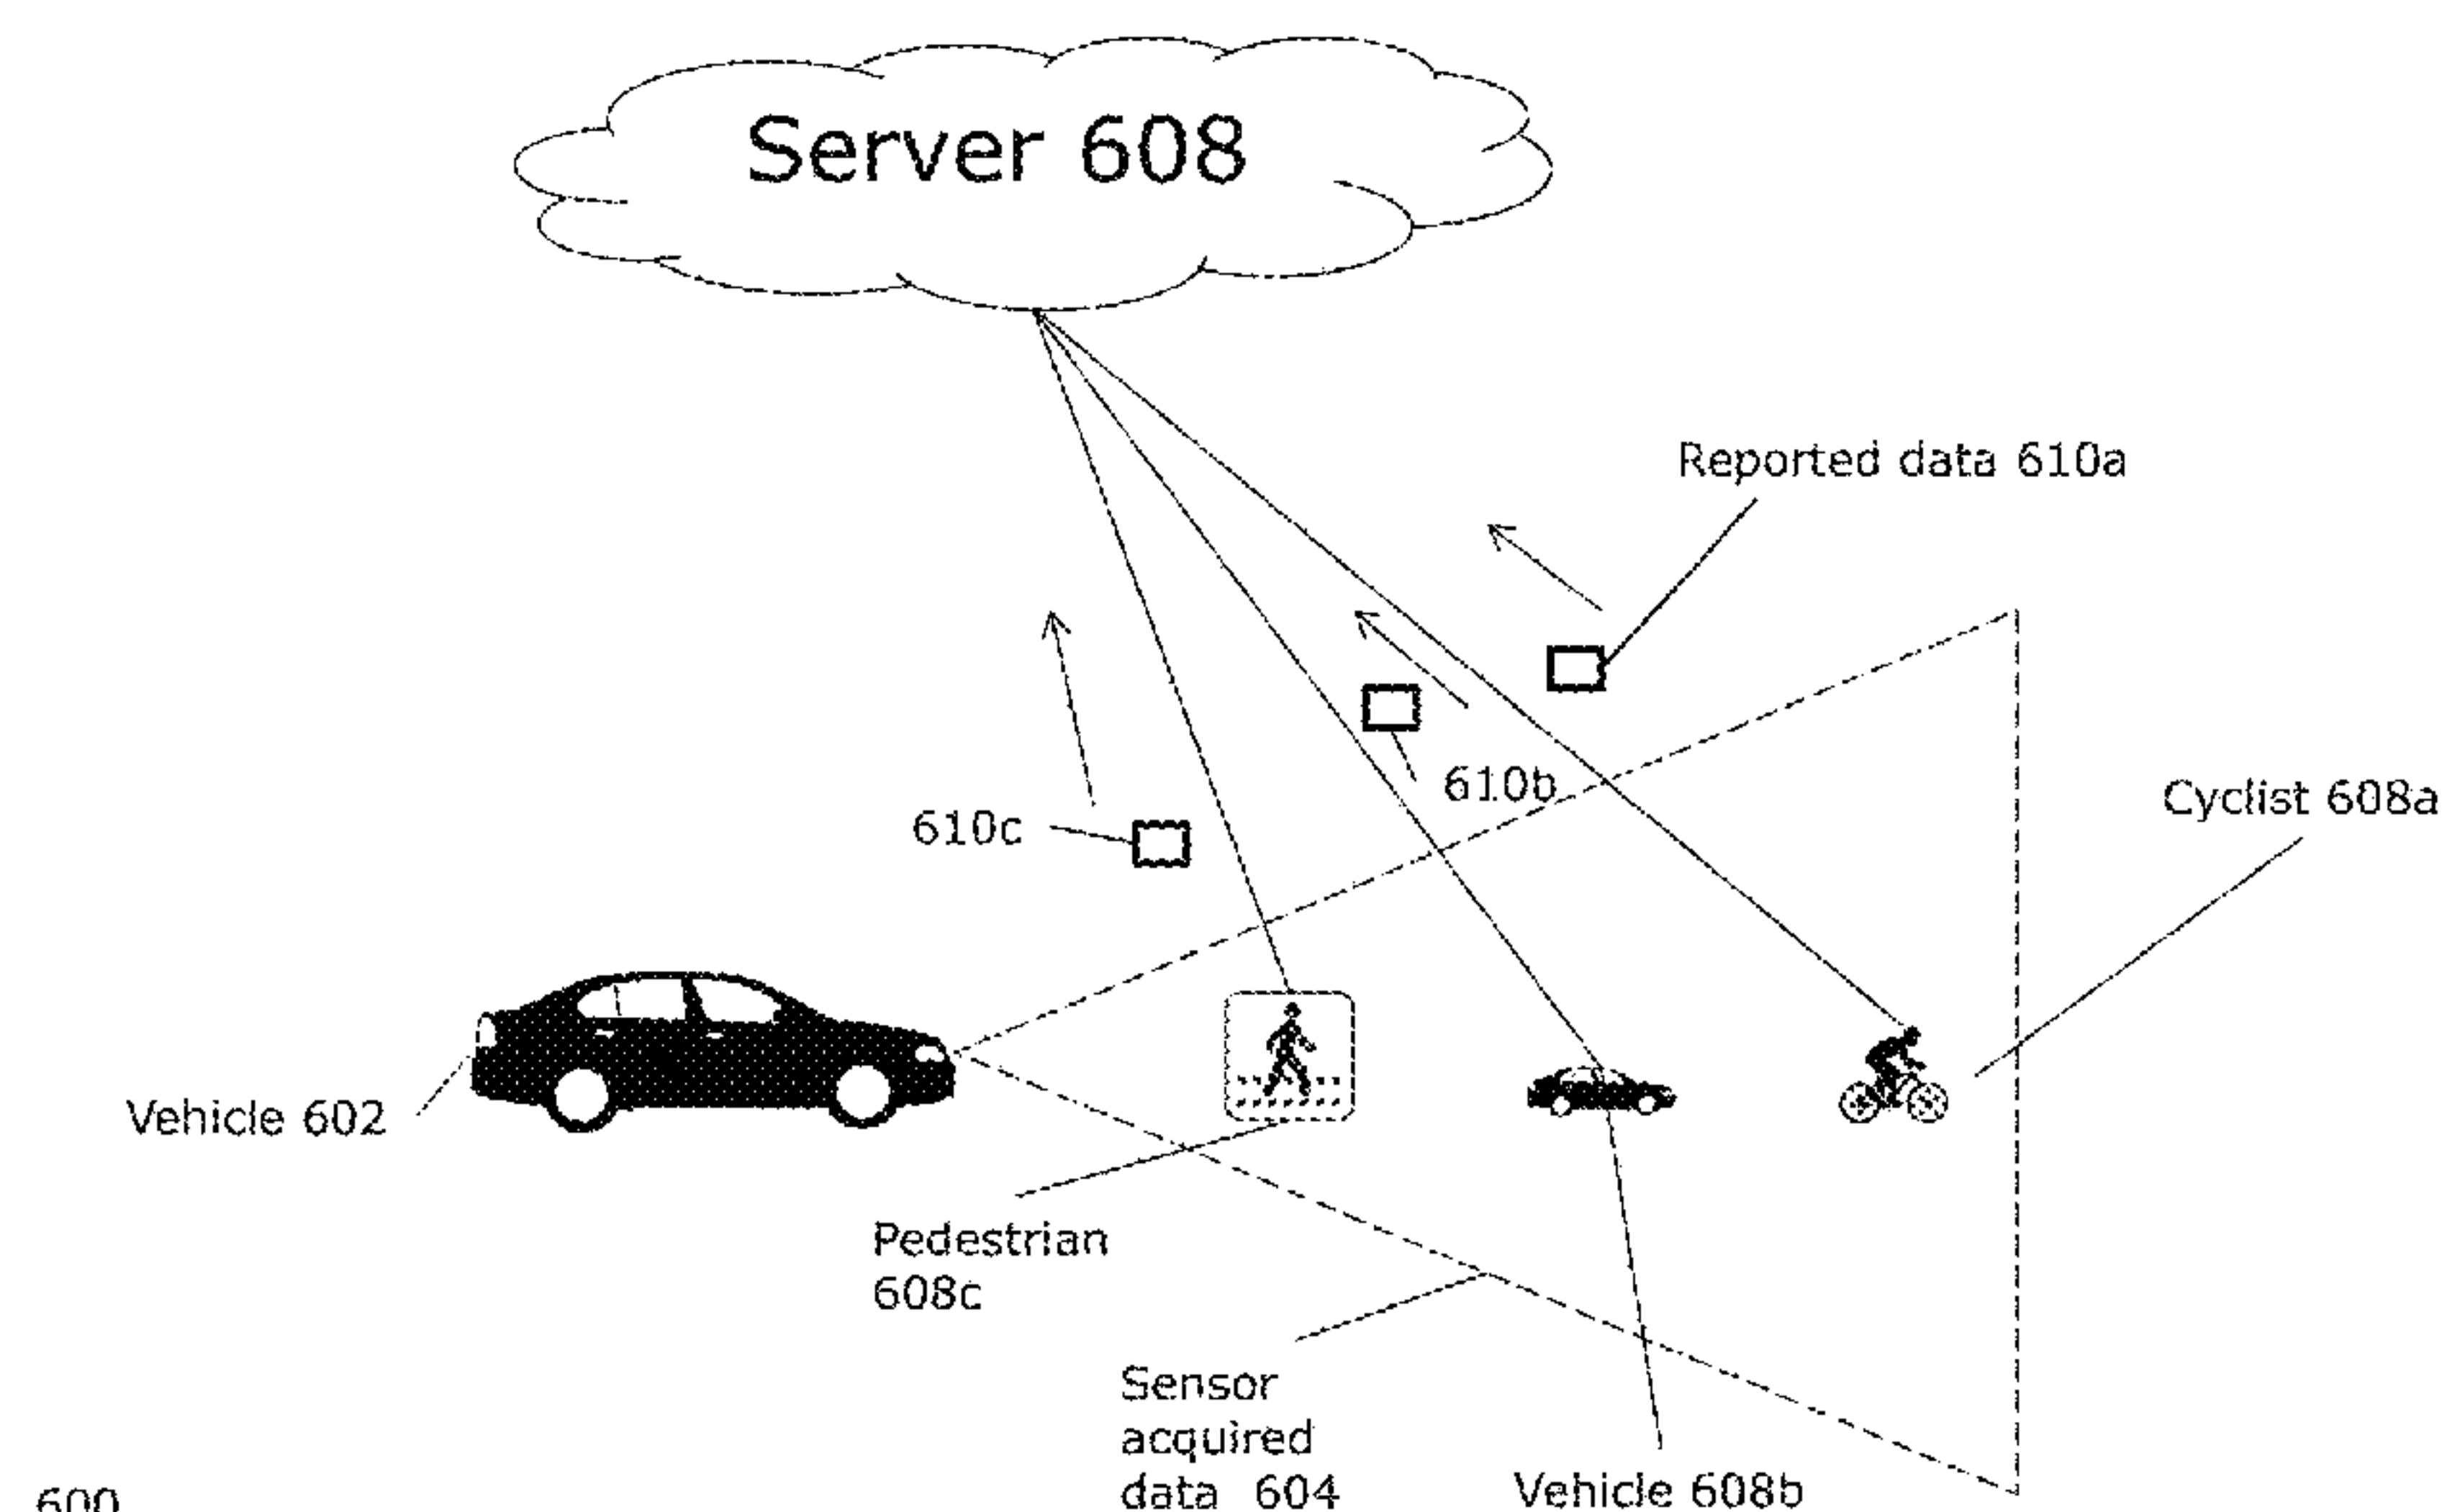 Server 608
Reported data 610a
610b
Cyclist 608a
610c
Vehicle 602
Pedestrian
608c
Sensor
acquired
data 604
Vehicle 608b
600